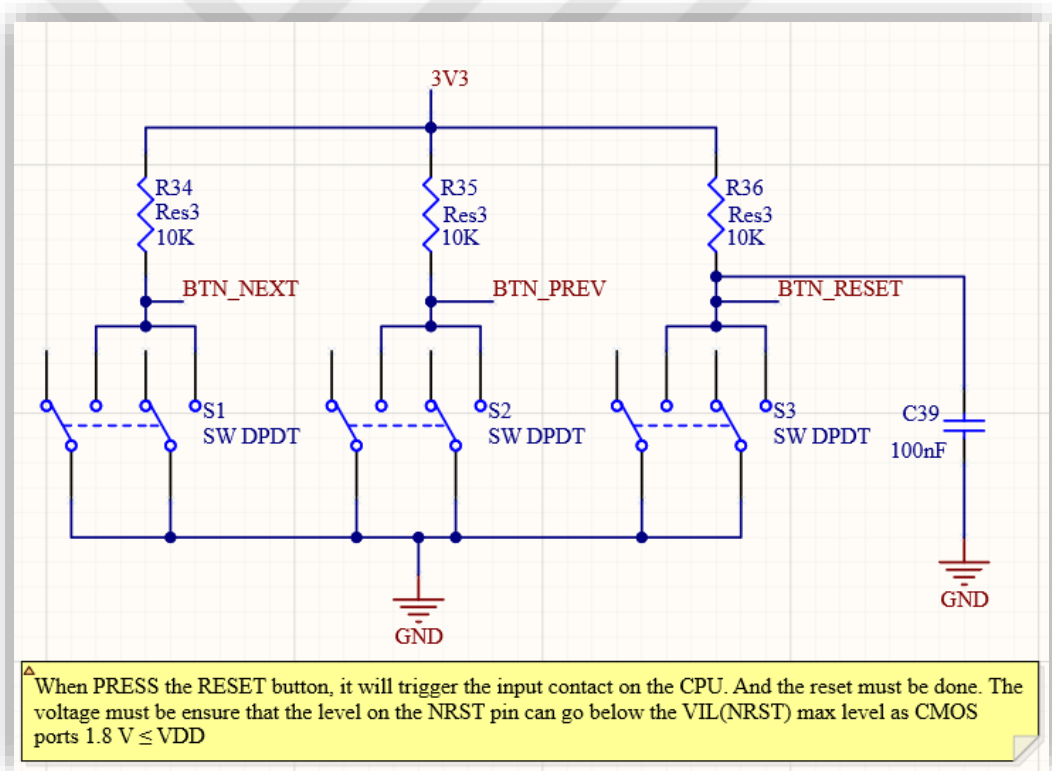 3V3
R34
Res3
10K
R35
Res3
10K
R36
Res3
10K
BTN_NEXT
BTN_PREV
BTN_RESET
S1
SW DPDT
S2
SW DPDT
S3
SW DPDT
C39
100nF
GND
GND
When PRESS the RESET button, it will trigger the input contact on the CPU. And the reset must be done. The
voltage must be ensure that the level on the NRST pin can go below the VIL(NRST) max level as CMOS
ports 1.8 V ≤ VDD